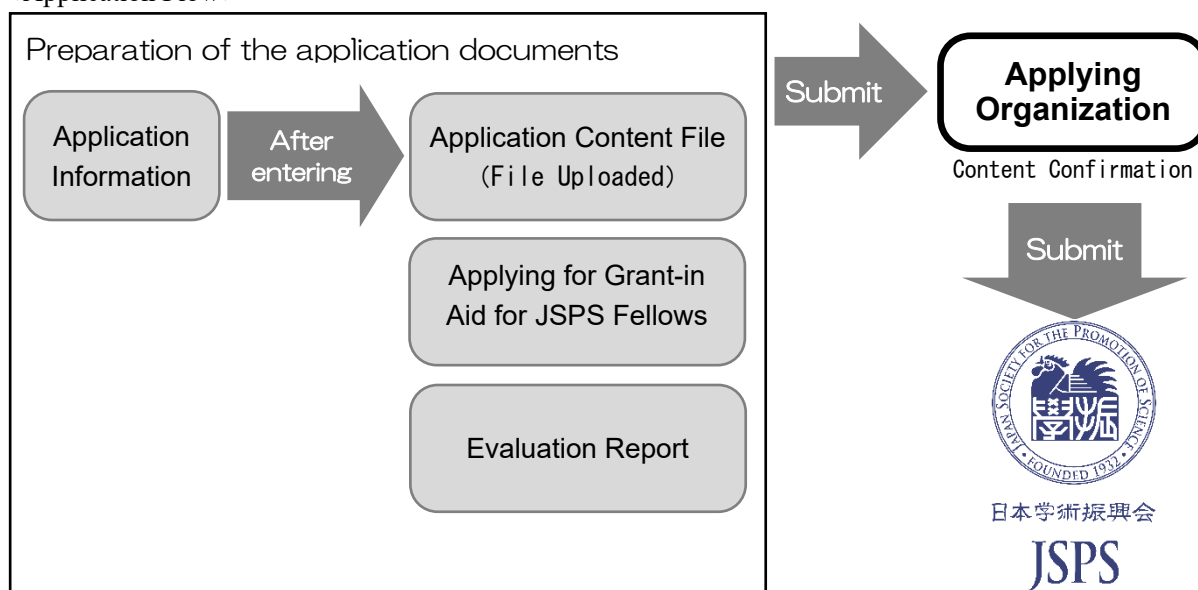 Preparation of the application documents
Application
Information
After
entering
Application Content File
(File Uploaded)
Applying for Grant-in
Aid for JSPS Fellows
Evaluation Report
Submit
Applying
Organization
Content Confirmation
Submit
JAPAN SOCIETY FOR THE PROMOTION OF SCIENCE
• FOUNDED 1932 •
學振
日本学術振興会
JSPS